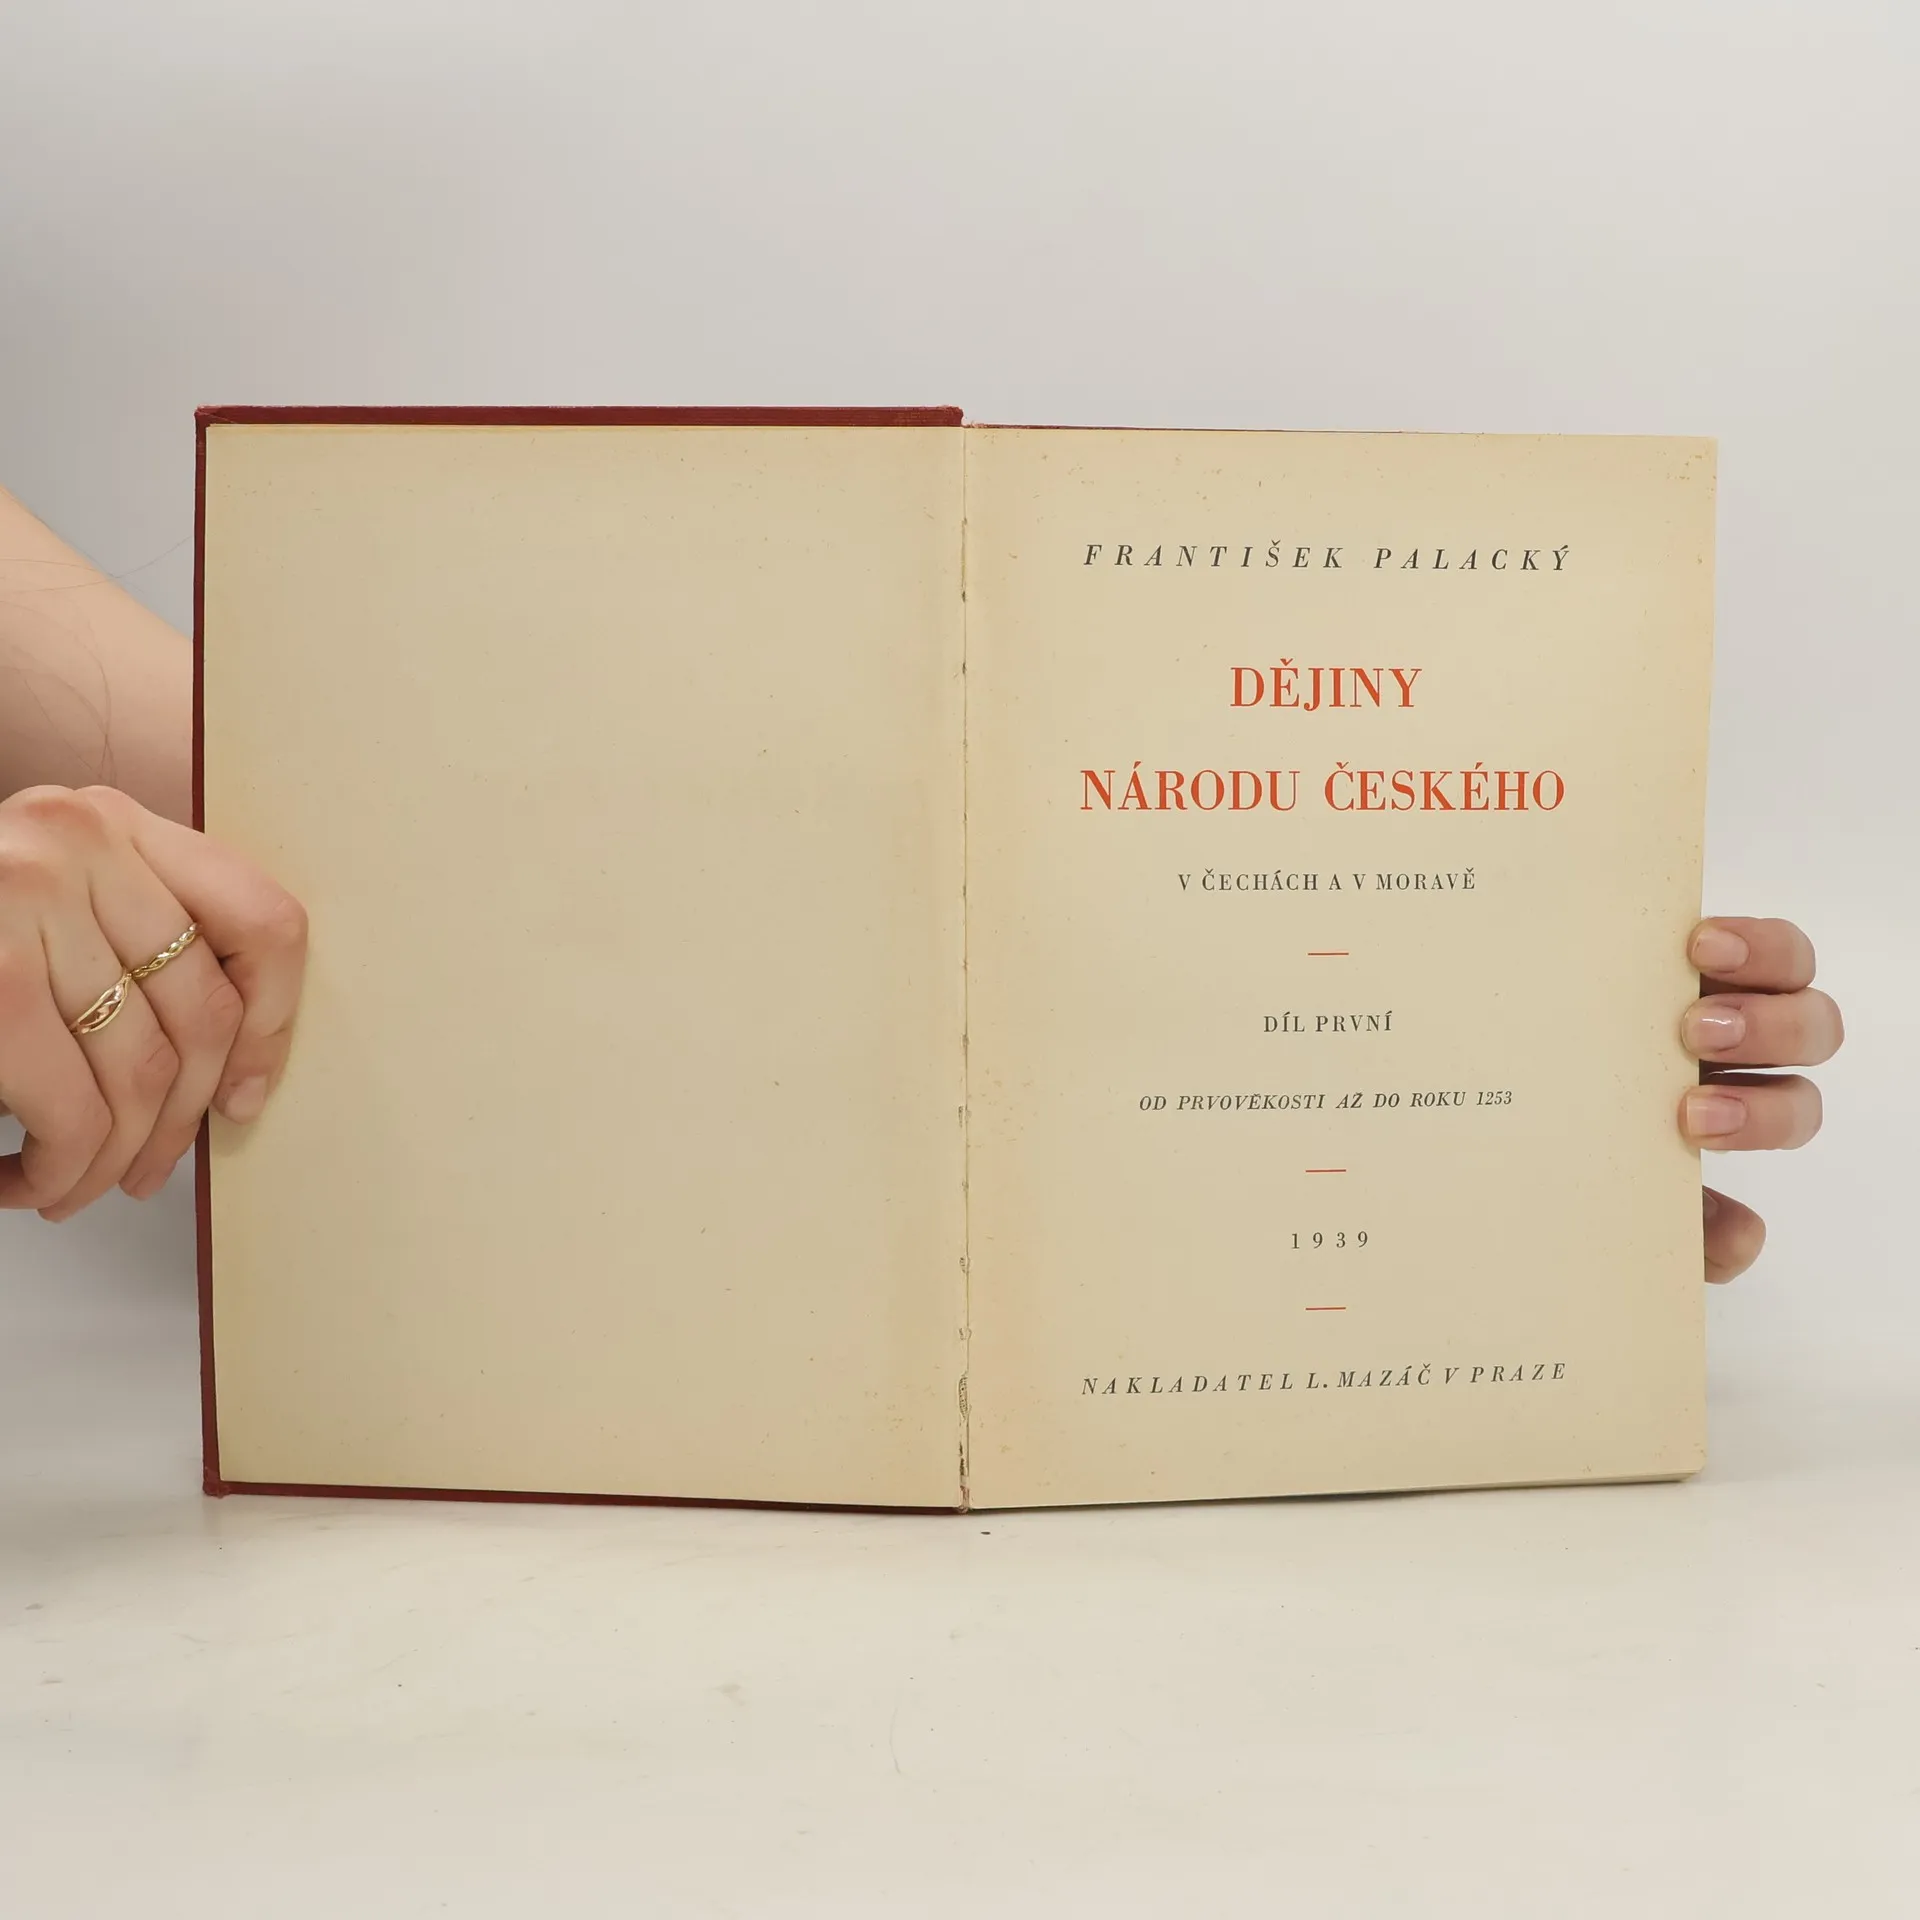 FRANTIŠEK PALACKÝ
DĚJINY
NÁRODU ČESKÉHO
V ČECHÁCH A V MORAVĚ
DÍL PRVNÍ
OD PRVOVĚKOSTI AŽ DO ROKU 1253
1939
NAKLADATEL L. MAZÁČ V PRAZE